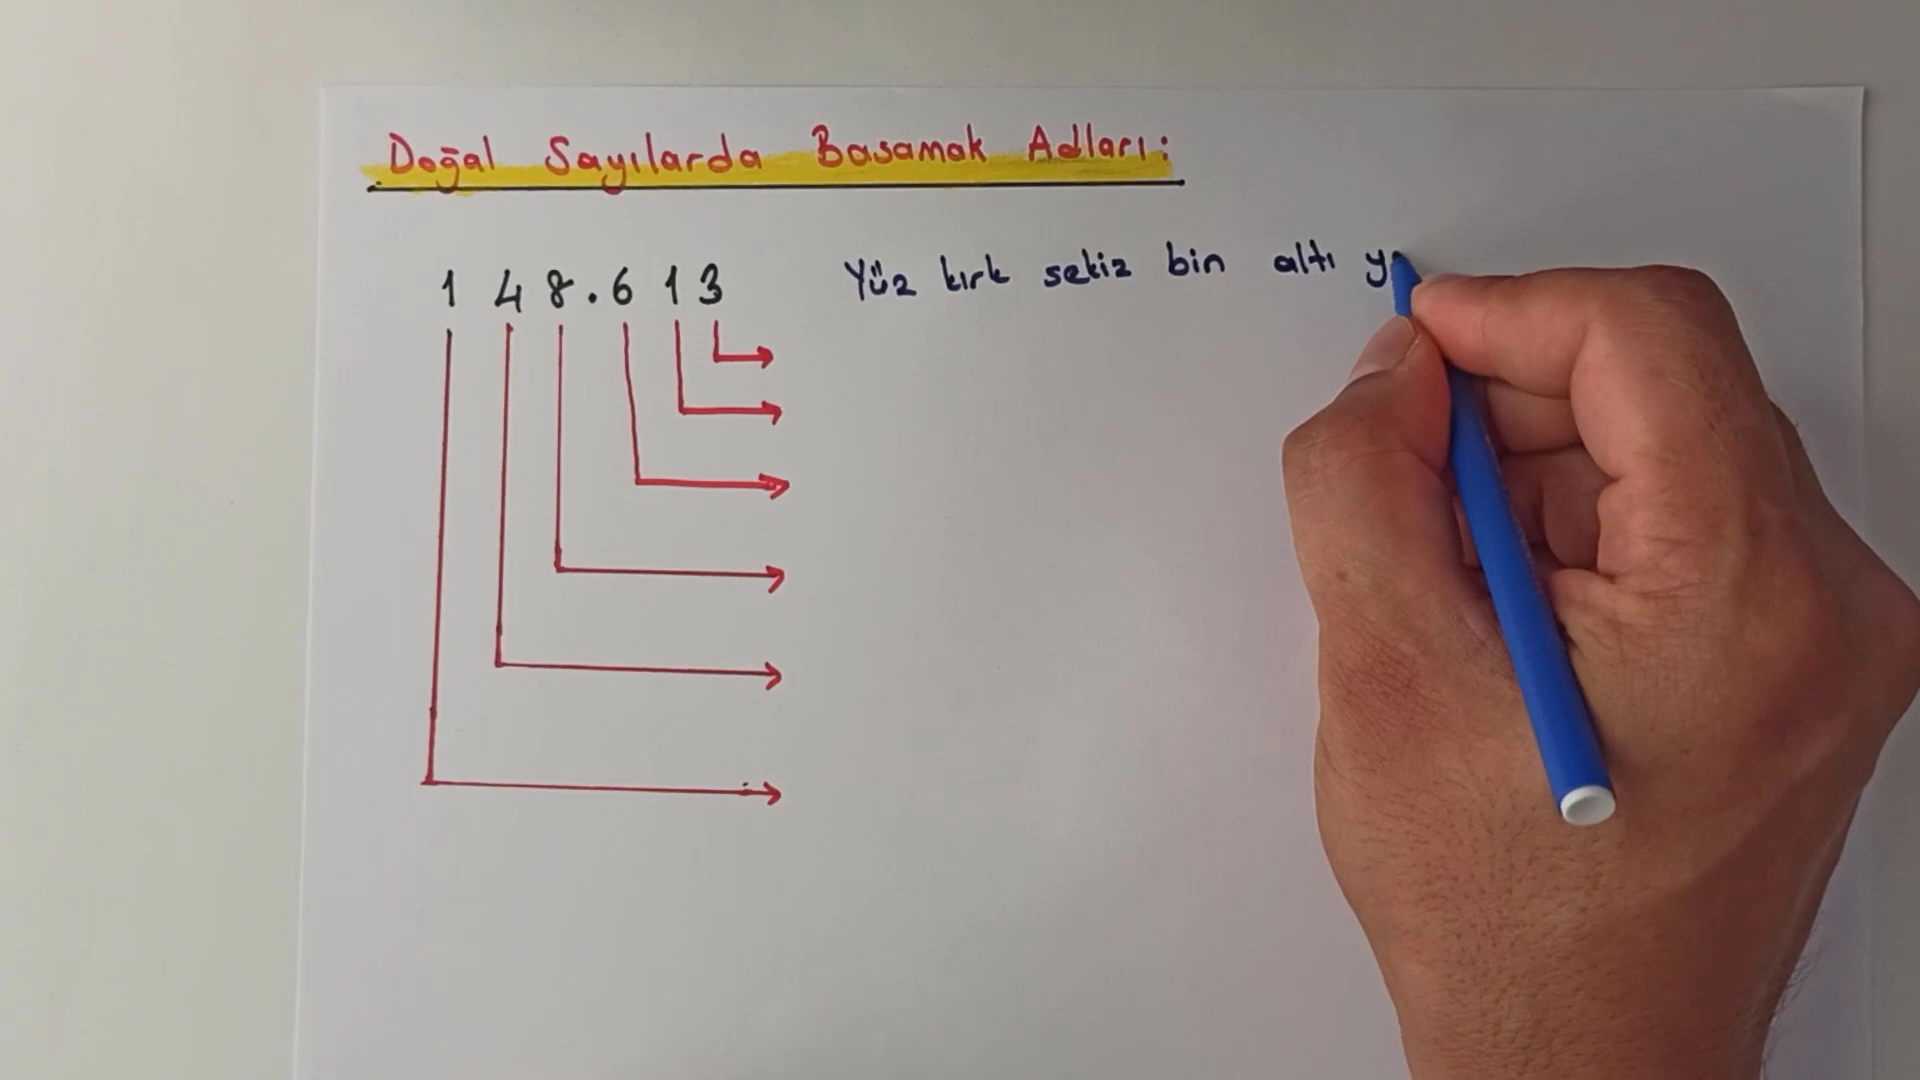 Doğal Sayılarda Basamak Adları:
148.613 Yüz kırk sekiz bin altı